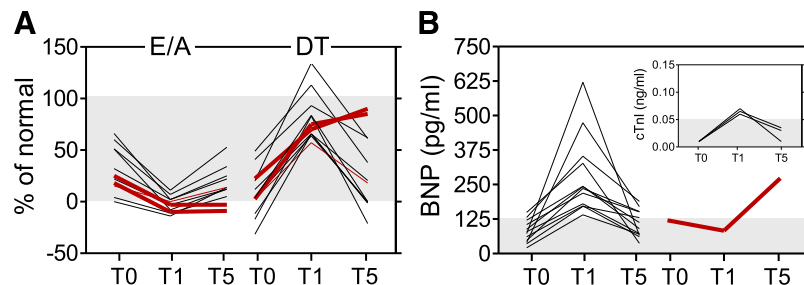 A
B
E/A
DT
% of normal
150
100
50
0
-50
T0
T1
T5
T0
T1
T5
BNP (pg/ml)
750
625
500
375
250
125
0
T0
T1
T5
T0
T1
T5
cTnI (ng/ml)
0.15
0.10
0.05
0.00
T0
T1
T5